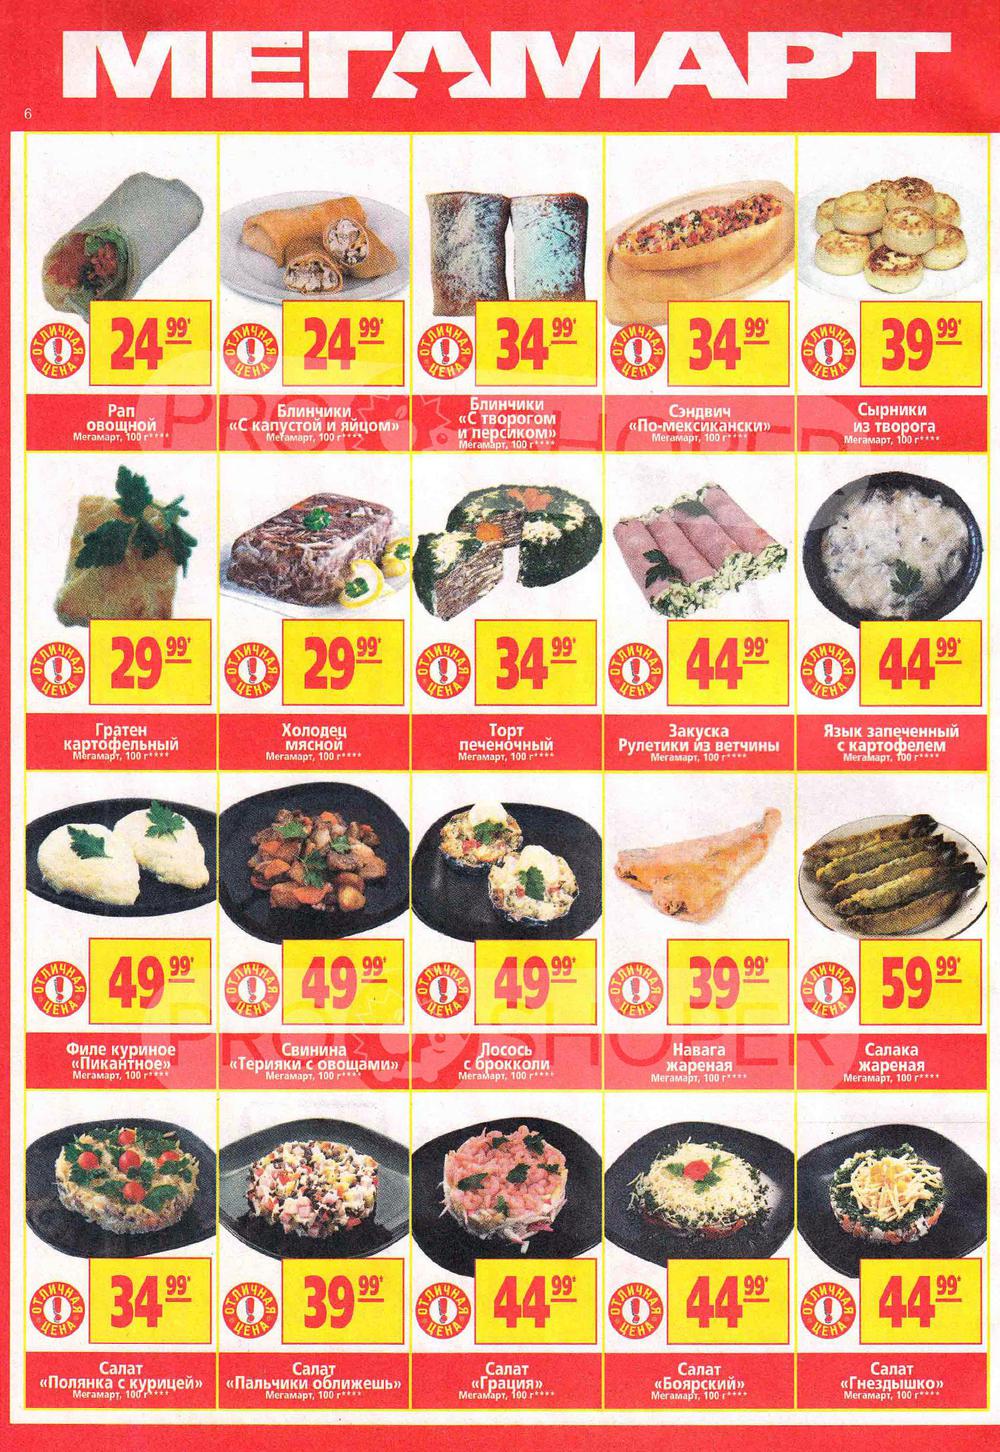 МЕГАМАРТ
6
ОТЛИЧНАЯ ЦЕНА
24 99*
ОТЛИЧНАЯ ЦЕНА
24 99*
ОТЛИЧНАЯ ЦЕНА
34 99*
ОТЛИЧНАЯ ЦЕНА
34 99*
ОТЛИЧНАЯ ЦЕНА
39 99*
Рап
овощной
Мегамарт, 100 г****
Блинчики
«С капустой и яйцом»
Мегамарт, 100 г****
Блинчики
«С творогом
и персиком»
Мегамарт, 100 г****
Сэндвич
«По-мексикански»
Мегамарт, 100 г****
Сырники
из творога
Мегамарт, 100 г****
PRO SHOPER
ОТЛИЧНАЯ ЦЕНА
29 99*
ОТЛИЧНАЯ ЦЕНА
29 99*
ОТЛИЧНАЯ ЦЕНА
34 99*
ОТЛИЧНАЯ ЦЕНА
44 99*
ОТЛИЧНАЯ ЦЕНА
44 99*
Гратен
картофельный
Мегамарт, 100 г****
Холодец
мясной
Мегамарт, 100 г****
Торт
печеночный
Мегамарт, 100 г****
Закуска
Рулетики из ветчины
Мегамарт, 100 г****
Язык запеченный
с картофелем
Мегамарт, 100 г****
ОТЛИЧНАЯ ЦЕНА
49 99*
ОТЛИЧНАЯ ЦЕНА
49 99*
ОТЛИЧНАЯ ЦЕНА
49 99*
ОТЛИЧНАЯ ЦЕНА
39 99*
ОТЛИЧНАЯ ЦЕНА
59 99*
PRO SHOPER
Филе куриное
«Пикантное»
Мегамарт, 100 г****
Свинина
«Терияки с овощами»
Мегамарт, 100 г****
Лосось
с брокколи
Мегамарт, 100 г****
Навага
жареная
Мегамарт, 100 г****
Салака
жареная
Мегамарт, 100 г****
ОТЛИЧНАЯ ЦЕНА
34 99*
ОТЛИЧНАЯ ЦЕНА
39 99*
ОТЛИЧНАЯ ЦЕНА
44 99*
ОТЛИЧНАЯ ЦЕНА
44 99*
ОТЛИЧНАЯ ЦЕНА
44 99*
Салат
«Полянка с курицей»
Мегамарт, 100 г****
Салат
«Пальчики оближешь»
Мегамарт, 100 г****
Салат
«Грация»
Мегамарт, 100 г****
Салат
«Боярский»
Мегамарт, 100 г****
Салат
«Гнездышко»
Мегамарт, 100 г****